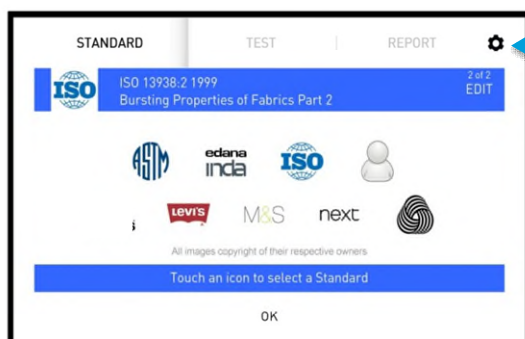 STANDARD TEST | REPORT
ISO
ISO 13938:2 1999
Bursting Properties of Fabrics Part 2
2 of 2
EDIT
ASTM edana inda ISO
LEVI'S M&S next
All images copyright of their respective owners
Touch an icon to select a Standard
OK